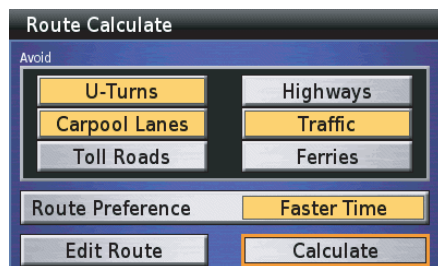 Route Calculate
Avoid
U-Turns Highways
Carpool Lanes Traffic
Toll Roads Ferries
Route Preference Faster Time
Edit Route Calculate